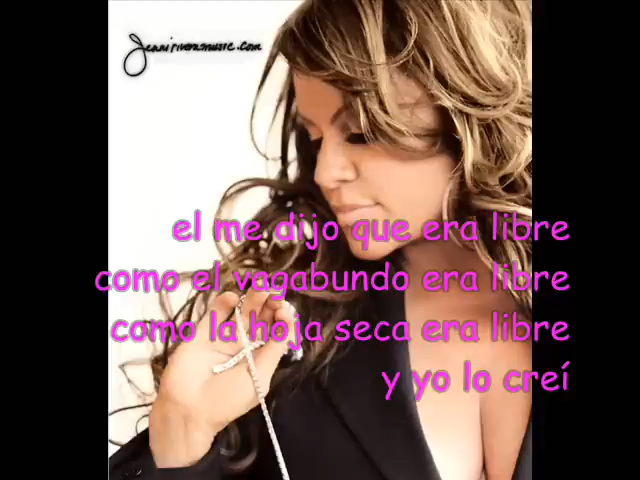 Jenniriveramusic.com
el me dijo que era libre
como el vagabundo era libre
como la hoja seca era libre
y yo lo creí